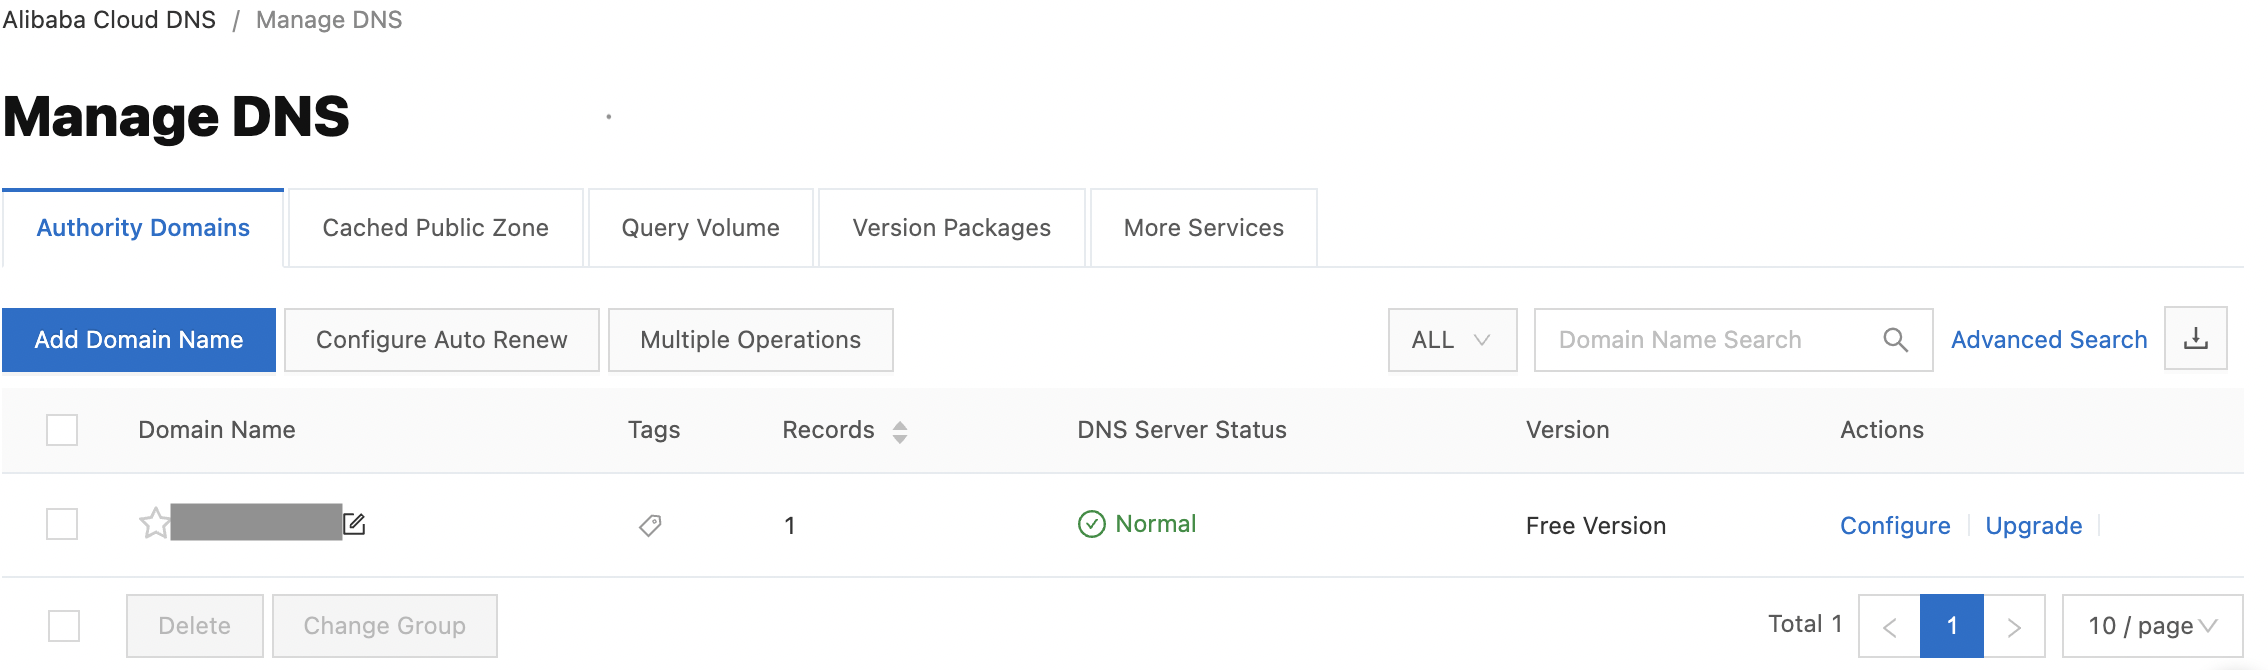 Alibaba Cloud DNS / Manage DNS
Manage DNS
Authority Domains Cached Public Zone Query Volume Version Packages More Services
Add Domain Name Configure Auto Renew Multiple Operations ALL Domain Name Search Advanced Search
Domain Name Tags Records DNS Server Status Version Actions
1 Normal Free Version Configure Upgrade
Delete Change Group Total 1 < 1 > 10 / page